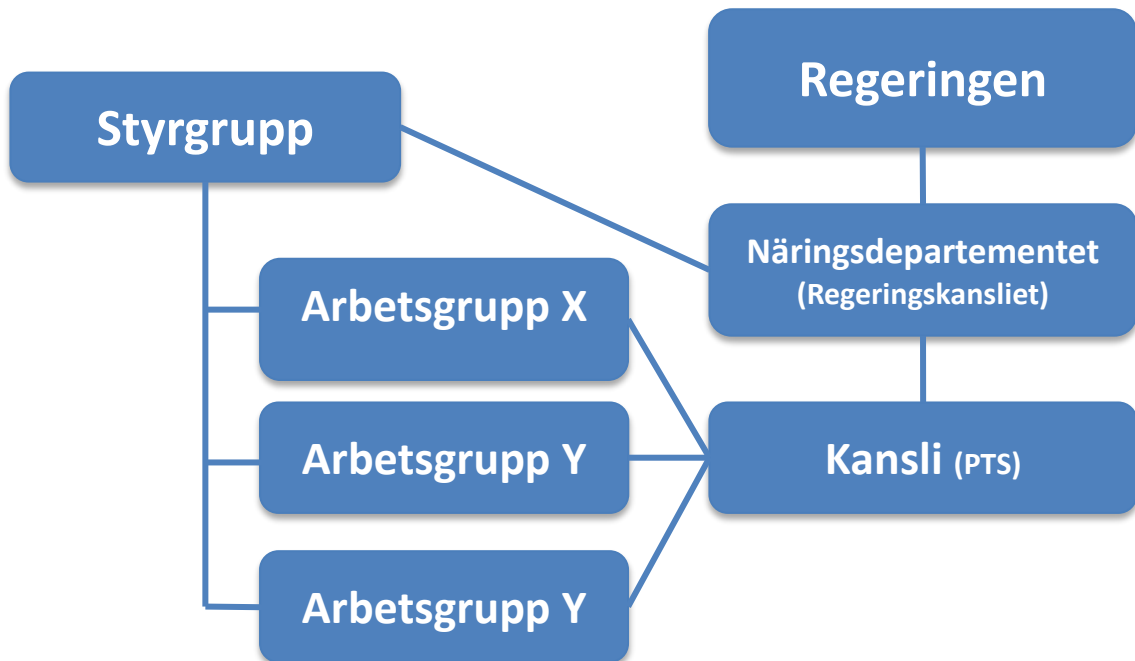 Regeringen
Styrgrupp
Näringsdepartementet
(Regeringskansliet)
Arbetsgrupp X
Arbetsgrupp Y
Kansli (PTS)
Arbetsgrupp Y